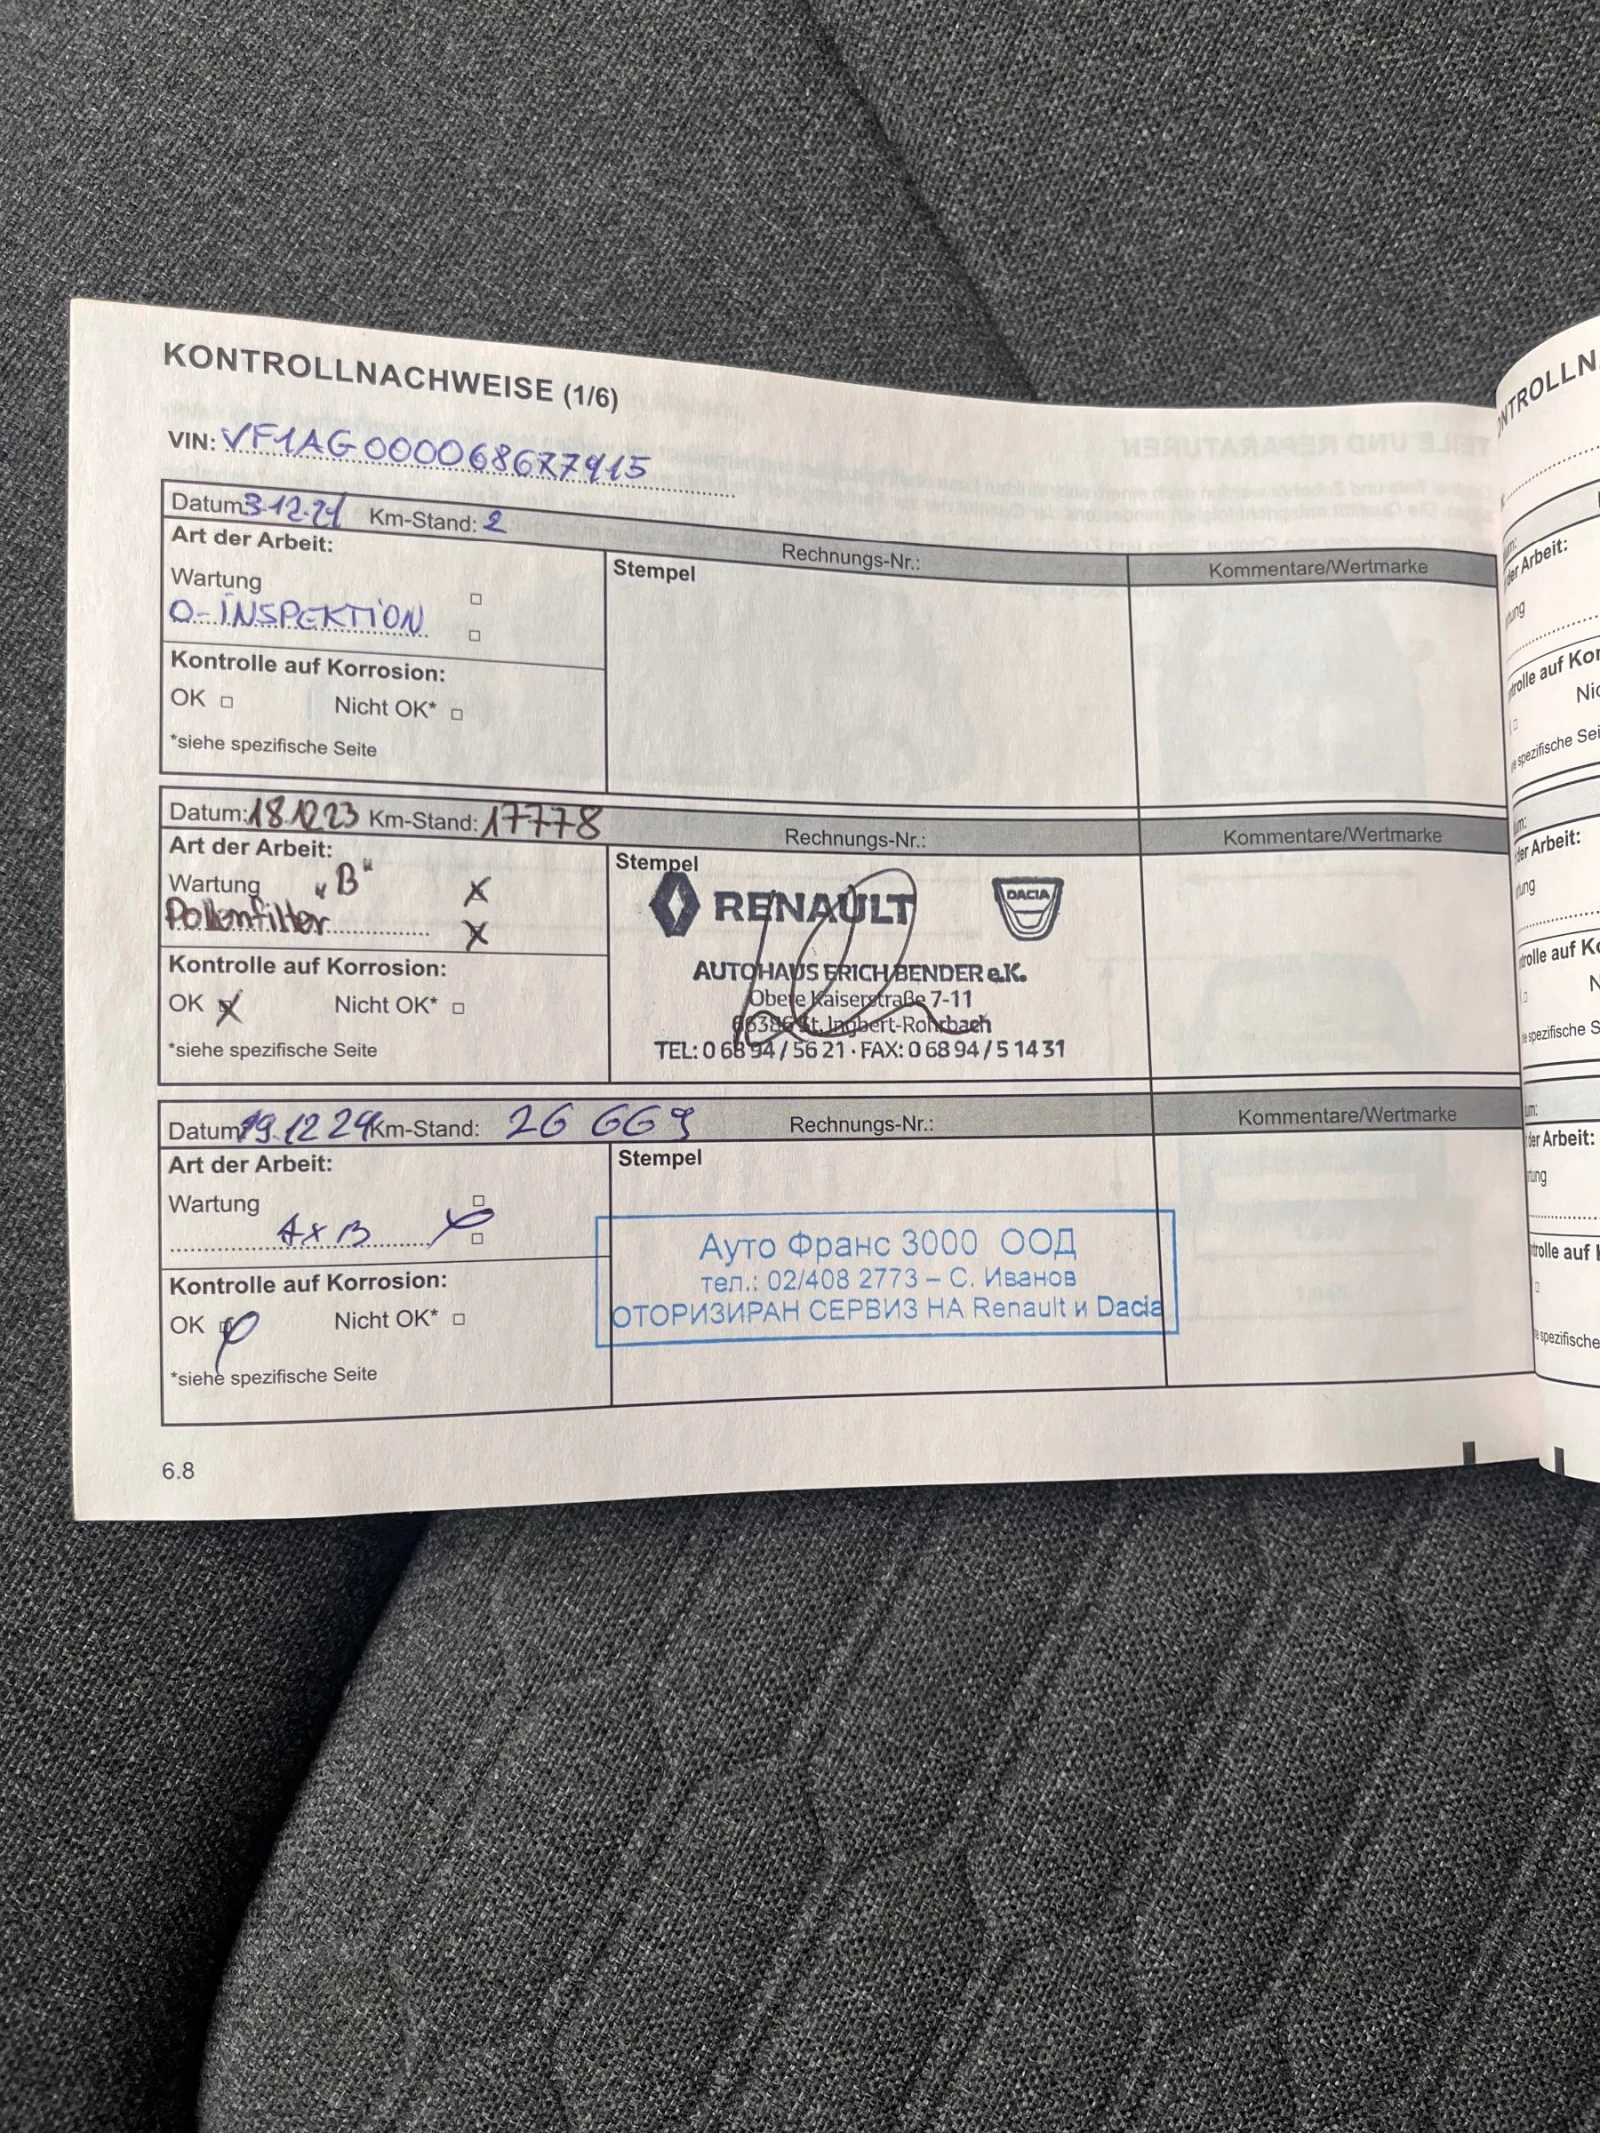 KONTROLLNACHWEISE (1/6)
VIN: VF1AG000068677915
Datum: 3.12.21 Km-Stand: 2 Rechnungs-Nr.: Kommentare/Wertmarke
Art der Arbeit: Stempel
Wartung
0-INSPEKTION
Kontrolle auf Korrosion:
OK Nicht OK*
*siehe spezifische Seite
Datum: 18.12.23 Km-Stand: 17778 Rechnungs-Nr.: Kommentare/Wertmarke
Art der Arbeit: Stempel
Wartung „B“ X
Pollenfilter X
Kontrolle auf Korrosion:
OK X Nicht OK*
*siehe spezifische Seite
RENAULT DACIA
AUTOHAUS ERICH BENDER e.K.
Obere Kaiserstraße 7-11
66386 St. Ingbert-Rohrbach
TEL: 0 68 94 / 56 21 · FAX: 0 68 94 / 5 14 31
Datum: 19.12 24 Km-Stand: 26 669 Rechnungs-Nr.: Kommentare/Wertmarke
Art der Arbeit: Stempel
Wartung
A x B
Kontrolle auf Korrosion:
OK Nicht OK*
*siehe spezifische Seite
Ауто Франс 3000 ООД
тел.: 02/408 2773 – С. Иванов
ОТОРИЗИРАН СЕРВИЗ НА Renault и Dacia
6.8
TEILE UND REPARATUREN